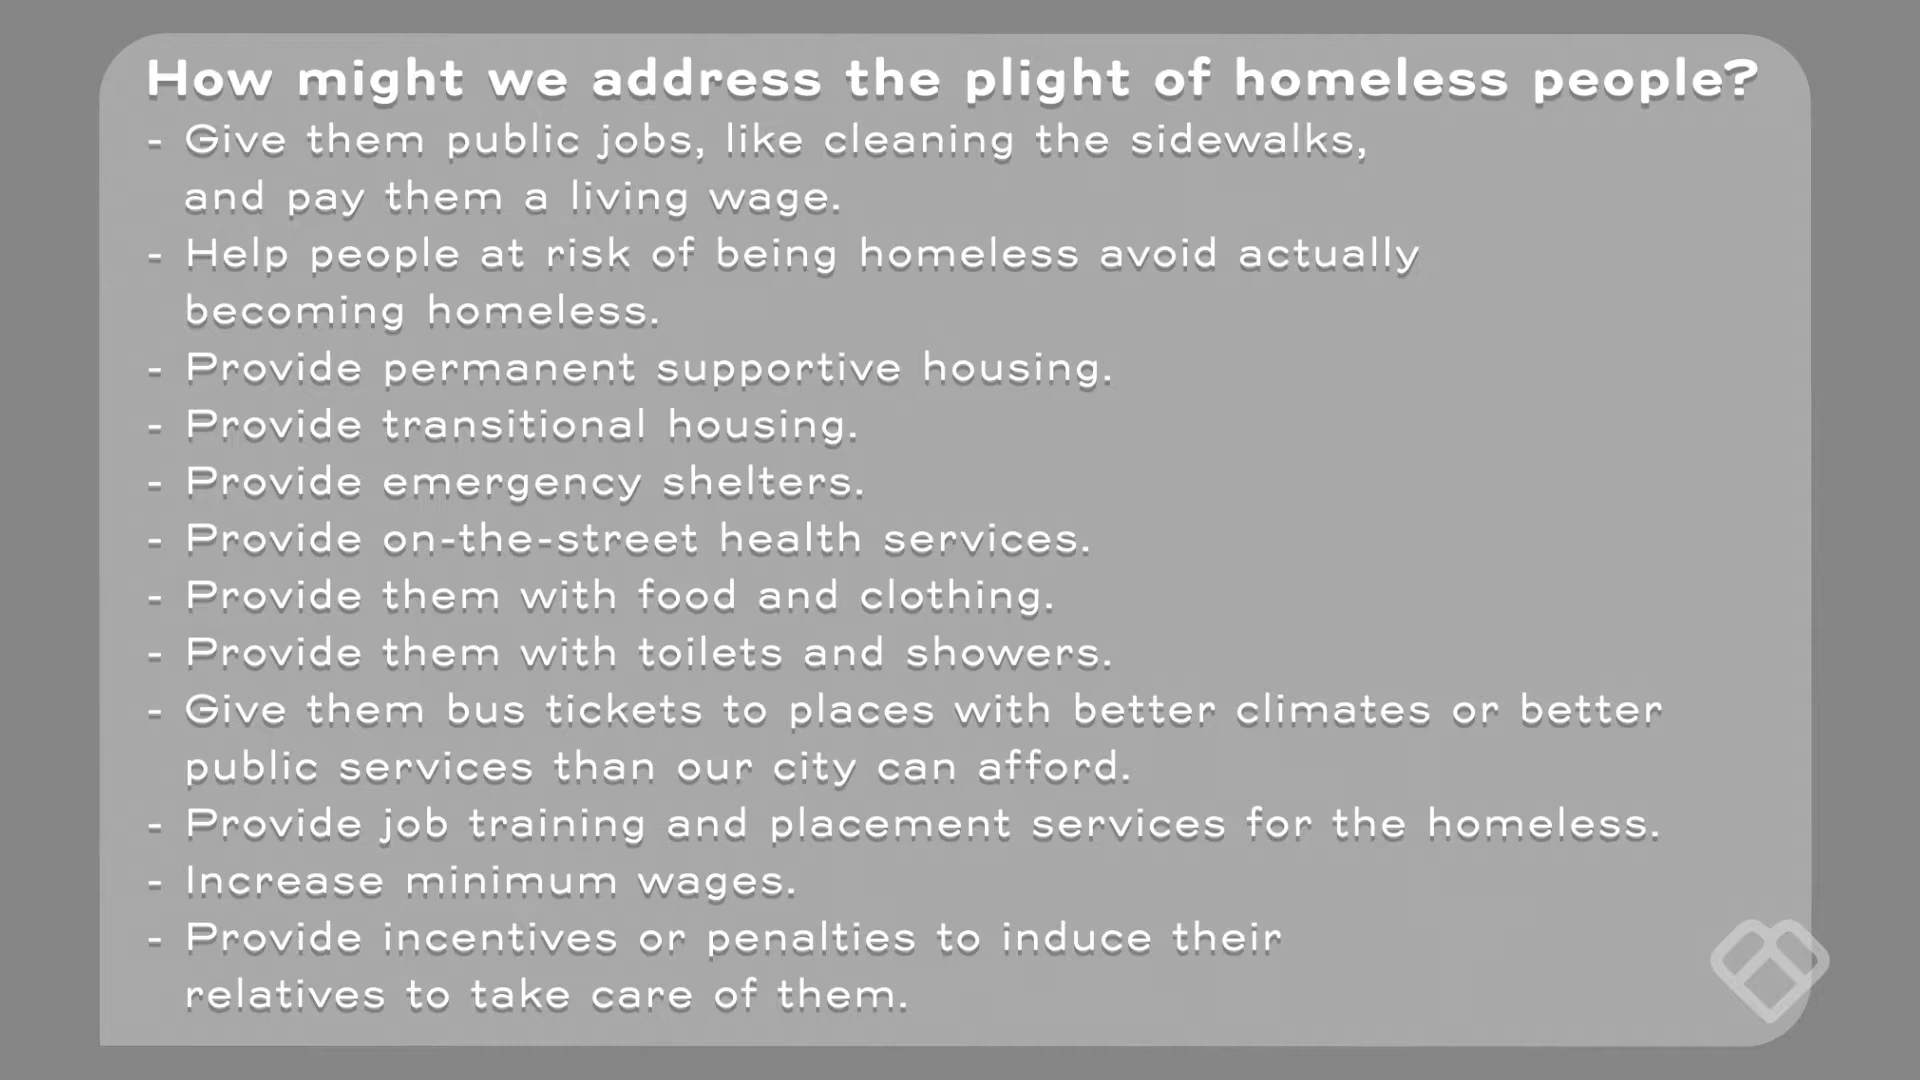 How might we address the plight of homeless people?
- Give them public jobs, like cleaning the sidewalks,
and pay them a living wage.
- Help people at risk of being homeless avoid actually
becoming homeless.
- Provide permanent supportive housing.
- Provide transitional housing.
- Provide emergency shelters.
- Provide on-the-street health services.
- Provide them with food and clothing.
- Provide them with toilets and showers.
- Give them bus tickets to places with better climates or better
public services than our city can afford.
- Provide job training and placement services for the homeless.
- Increase minimum wages.
- Provide incentives or penalties to induce their
relatives to take care of them.